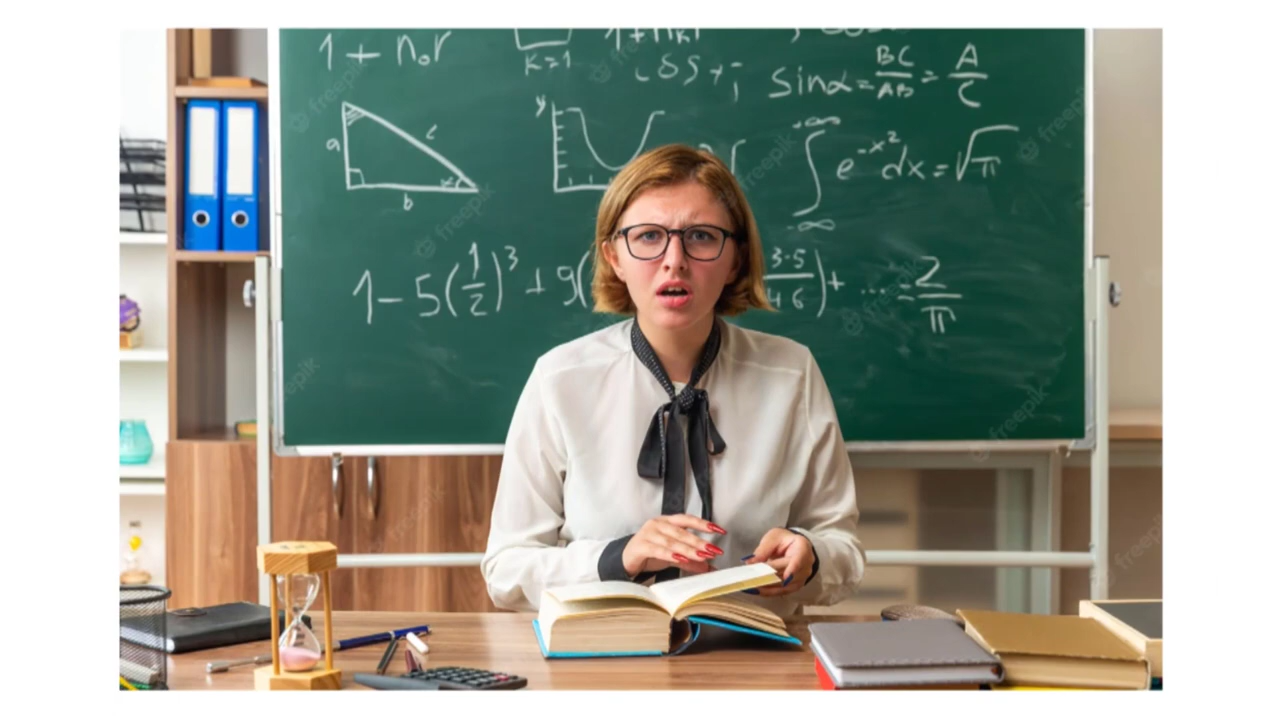 1 + n₀r
K=1
sinα = BC/AB = A/C
a
c
b
y
∫ e^-x² dx = √π
+∞
-∞
1 - 5(1/2)³ + 9(
3·5
4 6
)+ ... = 2/π
freepik